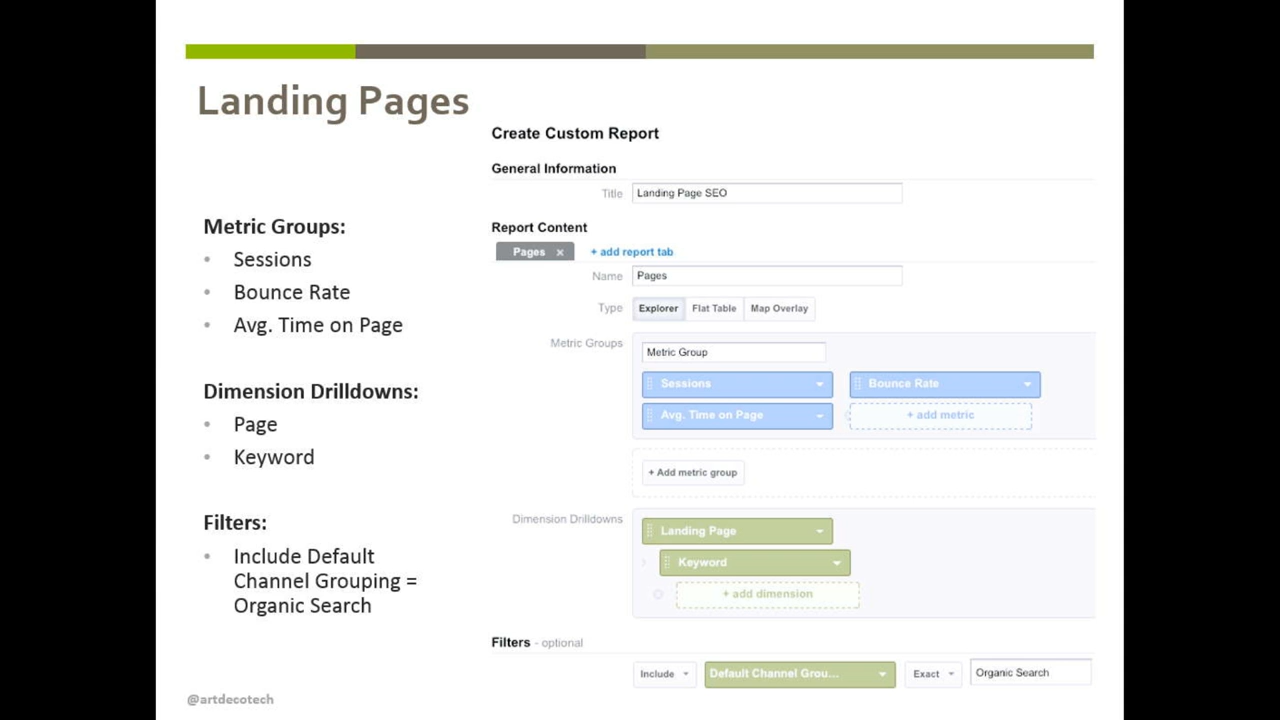 Landing Pages
Metric Groups:
• Sessions
• Bounce Rate
• Avg. Time on Page
Dimension Drilldowns:
• Page
• Keyword
Filters:
• Include Default
Channel Grouping =
Organic Search
@artdecotech
Create Custom Report
General Information
Title Landing Page SEO
Report Content
Pages x + add report tab
Name Pages
Type Explorer Flat Table Map Overlay
Metric Groups Metric Group
Sessions Bounce Rate
Avg. Time on Page + add metric
+ Add metric group
Dimension Drilldowns Landing Page
Keyword
+ add dimension
Filters - optional
Include Default Channel Grou... Exact Organic Search